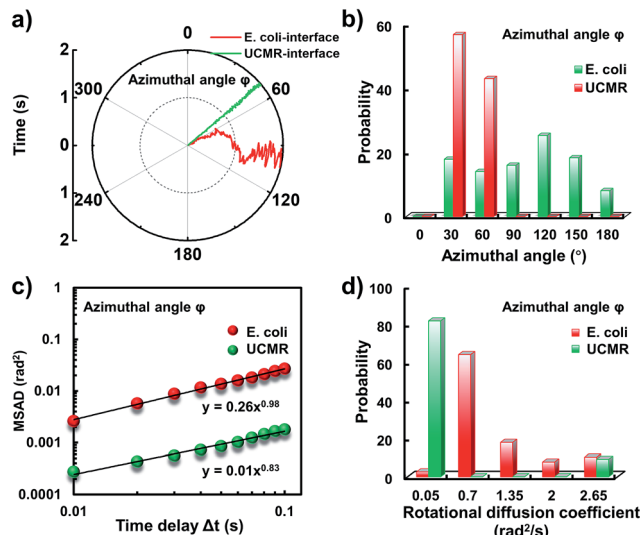 a)
0
E. coli-interface
UCMR-interface
Azimuthal angle φ
Time (s)
2
1
0
1
2
300
60
240
120
180
b)
Azimuthal angle φ
E. coli
UCMR
Probability
60
40
20
0
0 30 60 90 120 150 180
Azimuthal angle (°)
c)
Azimuthal angle φ
E. coli
UCMR
MSAD (rad²)
1
0.1
0.01
0.001
0.0001
y = 0.26x^0.98
y = 0.01x^0.83
0.01 0.1
Time delay Δt (s)
d)
Azimuthal angle φ
E. coli
UCMR
Probability
100
80
60
40
20
0
0.05 0.7 1.35 2 2.65
Rotational diffusion coefficient
(rad²/s)